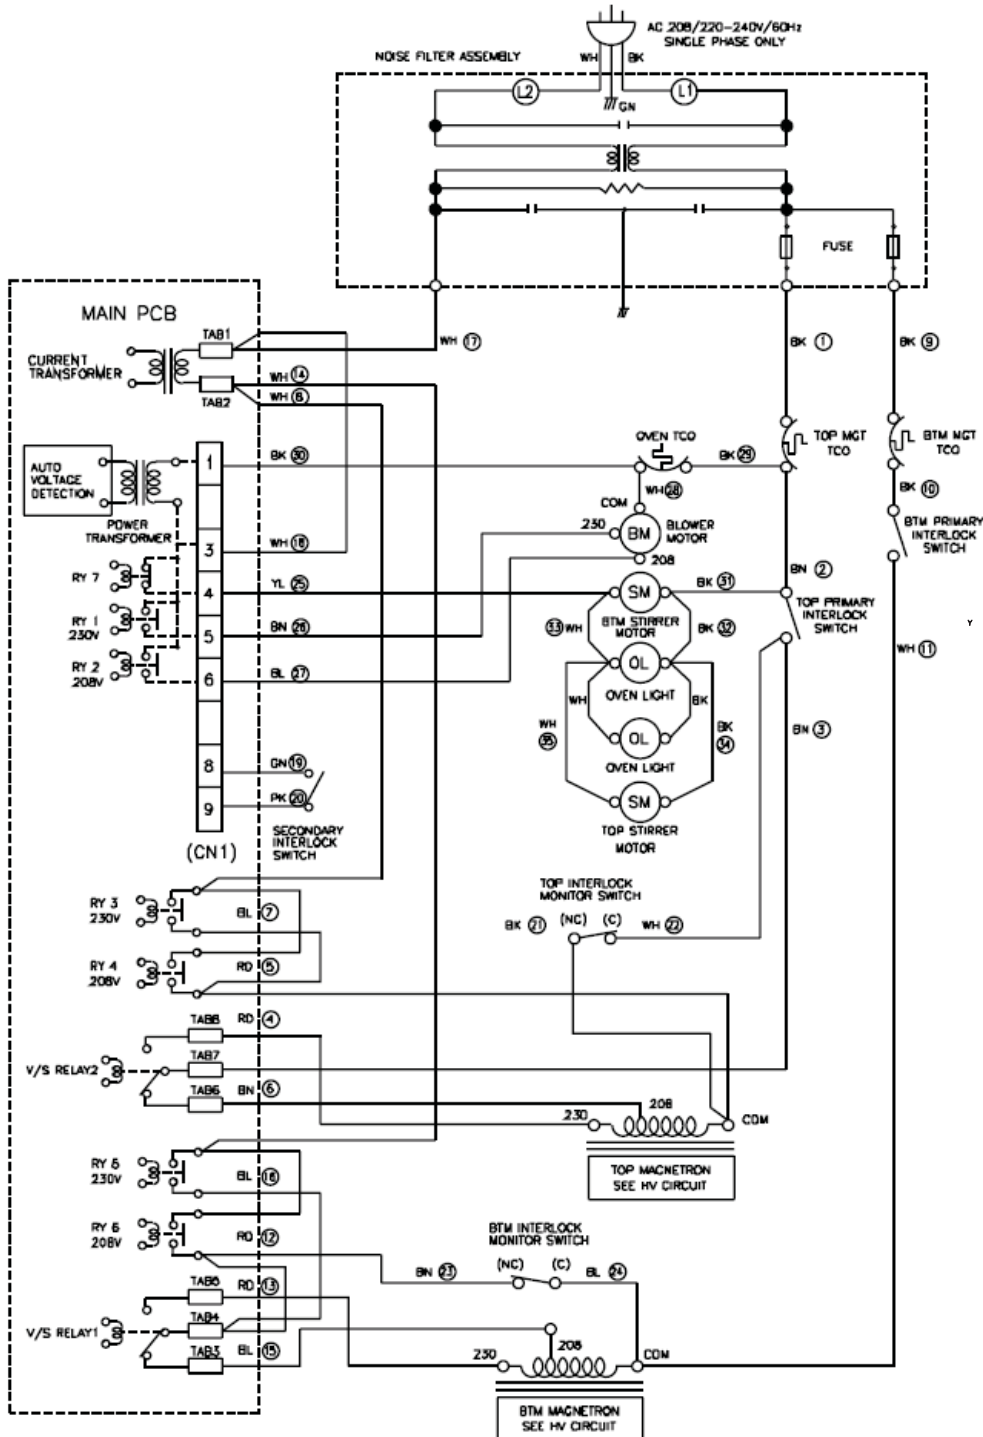 AC 208/220-240V/60Hz
SINGLE PHASE ONLY
NOISE FILTER ASSEMBLY
WH
BK
L2
L1
GN
FUSE
MAIN PCB
TAB1
WH 17
BK 1
BK 9
CURRENT
TRANSFORMER
WH 14
WH 8
TAB2
OVEN TCO
TOP MGT
TCO
BTM MGT
TCO
1
BK 30
BK 29
AUTO
VOLTAGE
DETECTION
WH 28
BK 10
COM
POWER
TRANSFORMER
230
BM
BLOWER
MOTOR
BTM PRIMARY
INTERLOCK
SWITCH
3
WH 18
208
RY 7
BN 2
4
YL 25
SM
BK 31
TOP PRIMARY
INTERLOCK
SWITCH
RY 1
230V
5
BN 26
33 WH
BTM STIRRER
MOTOR
BK 32
Y
WH 11
RY 2
208V
6
BL 27
OL
OVEN LIGHT
WH
BK
WH
35
BK
34
BN 3
OL
OVEN LIGHT
8
GN 19
9
PK 20
SM
SECONDARY
INTERLOCK
SWITCH
TOP STIRRER
MOTOR
(CN1)
TOP INTERLOCK
MONITOR SWITCH
RY 3
230V
BL 7
BK 21
(NC)
(C)
WH 22
RY 4
208V
RD 5
TAB8
RD 4
V/S RELAY2
TAB7
TAB6
BN 6
230
208
COM
RY 5
230V
BL 16
TOP MAGNETRON
SEE HV CIRCUIT
RY 6
208V
RD 12
BTM INTERLOCK
MONITOR SWITCH
BN 23
(NC)
(C)
BL 24
TAB5
RD 13
V/S RELAY1
TAB4
TAB3
BL 15
230
208
COM
BTM MAGNETRON
SEE HV CIRCUIT